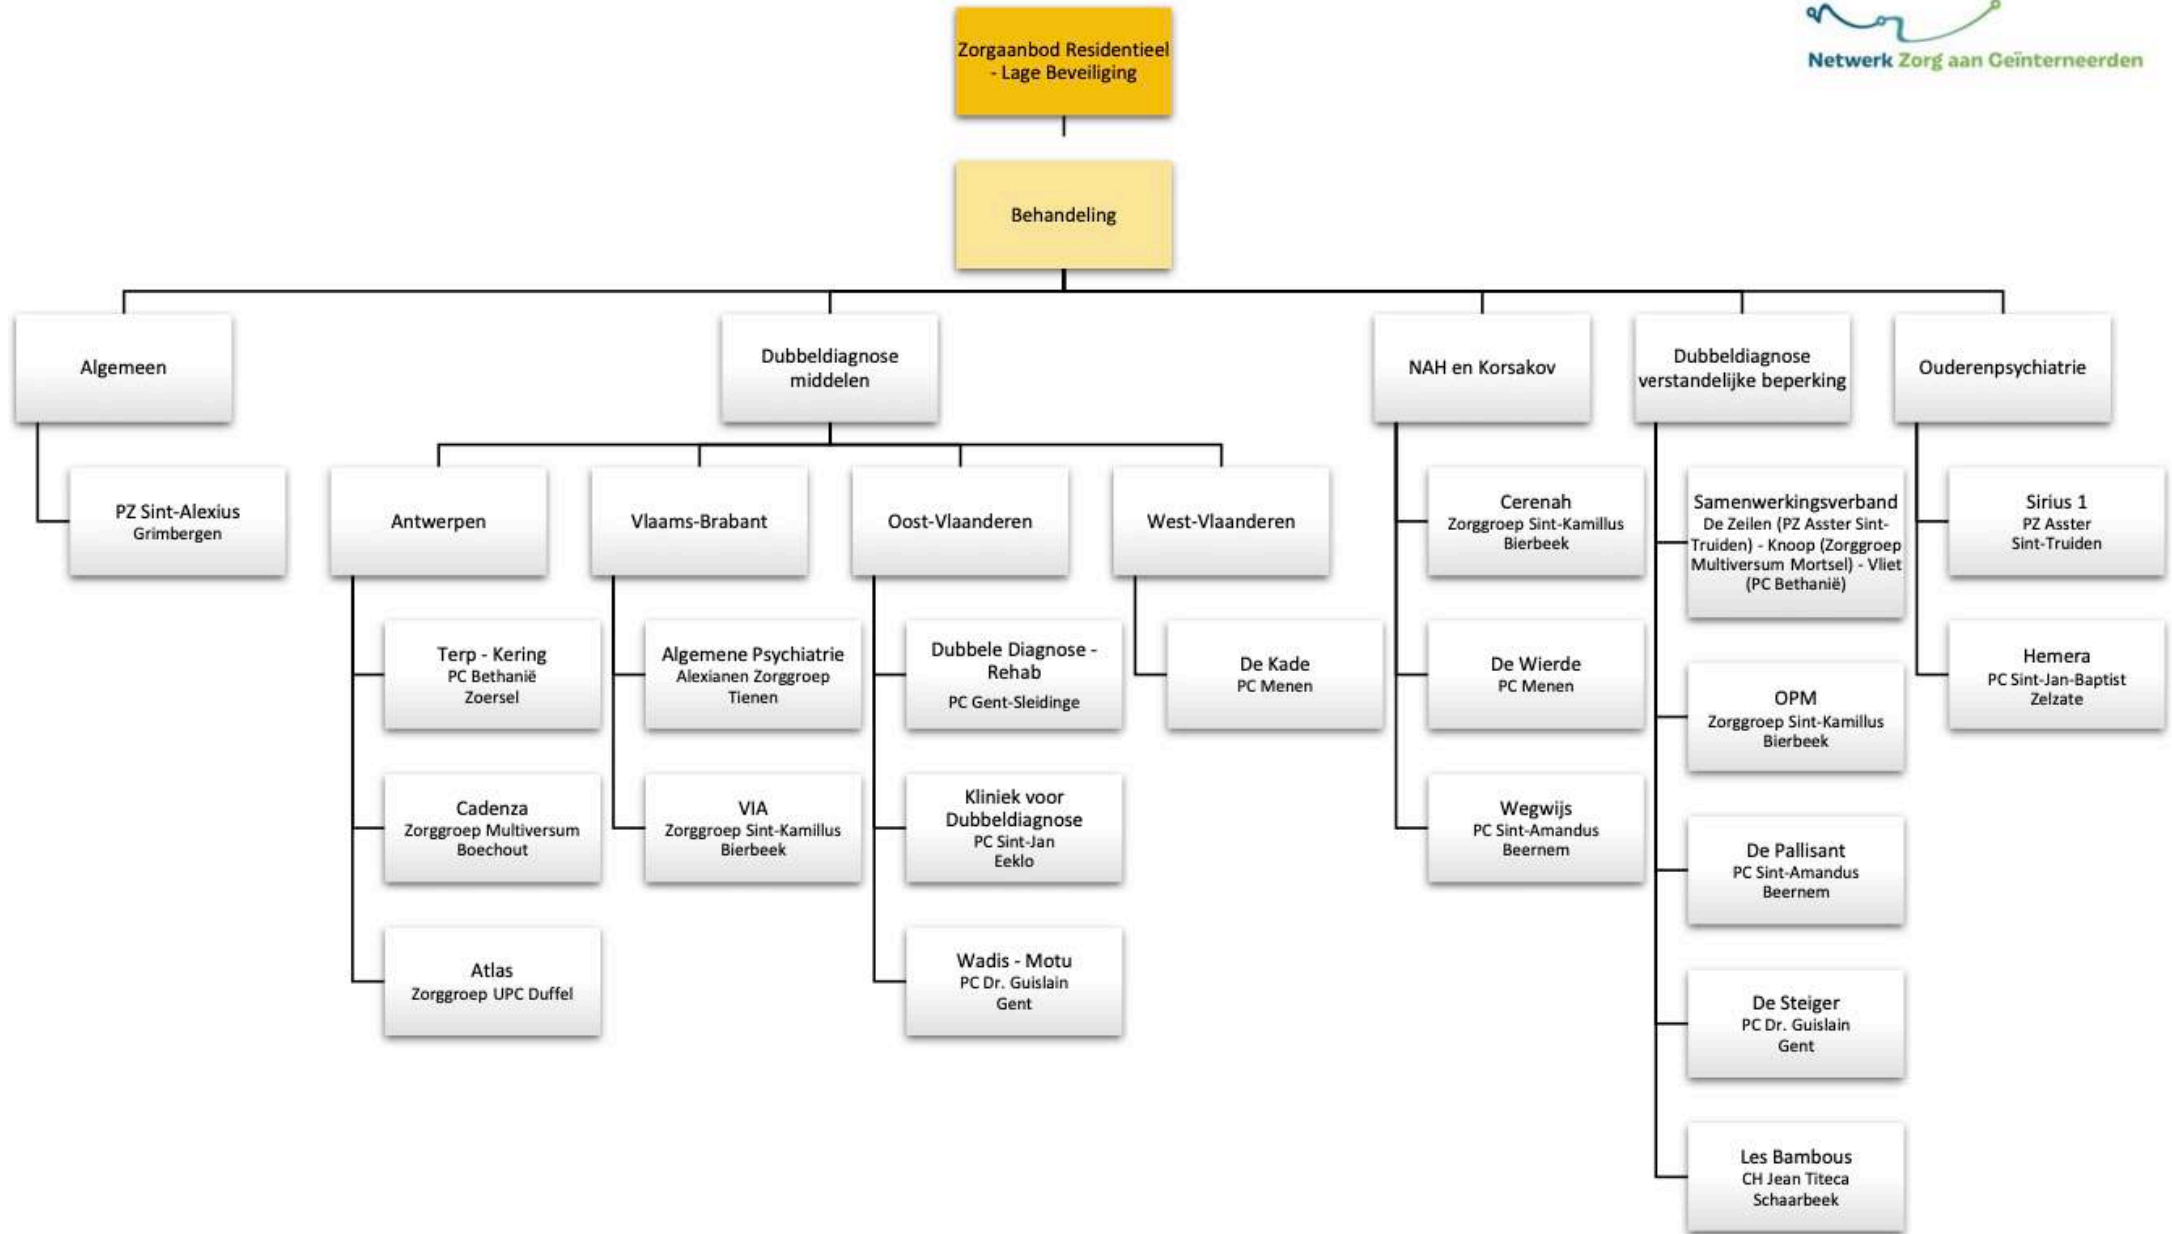 Zorgaanbod Residentieel
- Lage Beveiliging
Netwerk Zorg aan Geïnterneerden
Behandeling
Algemeen
PZ Sint-Alexius
Grimbergen
Dubbeldiagnose
middelen
Antwerpen
Terp - Kering
PC Bethanië
Zoersel
Cadenza
Zorggroep Multiversum
Boechout
Atlas
Zorggroep UPC Duffel
Vlaams-Brabant
Algemene Psychiatrie
Alexianen Zorggroep
Tienen
VIA
Zorggroep Sint-Kamillus
Bierbeek
Oost-Vlaanderen
Dubbele Diagnose -
Rehab
PC Gent-Sleidinge
Kliniek voor
Dubbeldiagnose
PC Sint-Jan
Eeklo
Wadis - Motu
PC Dr. Guislain
Gent
West-Vlaanderen
De Kade
PC Menen
NAH en Korsakov
Cerenah
Zorggroep Sint-Kamillus
Bierbeek
De Wierde
PC Menen
Wegwijs
PC Sint-Amandus
Beernem
Dubbeldiagnose
verstandelijke beperking
Samenwerkingsverband
De Zeilen (PZ Asster Sint-
Truiden) - Knoop (Zorggroep
Multiversum Mortsel) - Vliet
(PC Bethanië)
OPM
Zorggroep Sint-Kamillus
Bierbeek
De Pallisant
PC Sint-Amandus
Beernem
De Steiger
PC Dr. Guislain
Gent
Les Bambous
CH Jean Titeca
Schaarbeek
Ouderenpsychiatrie
Sirius 1
PZ Asster
Sint-Truiden
Hemera
PC Sint-Jan-Baptist
Zelzate